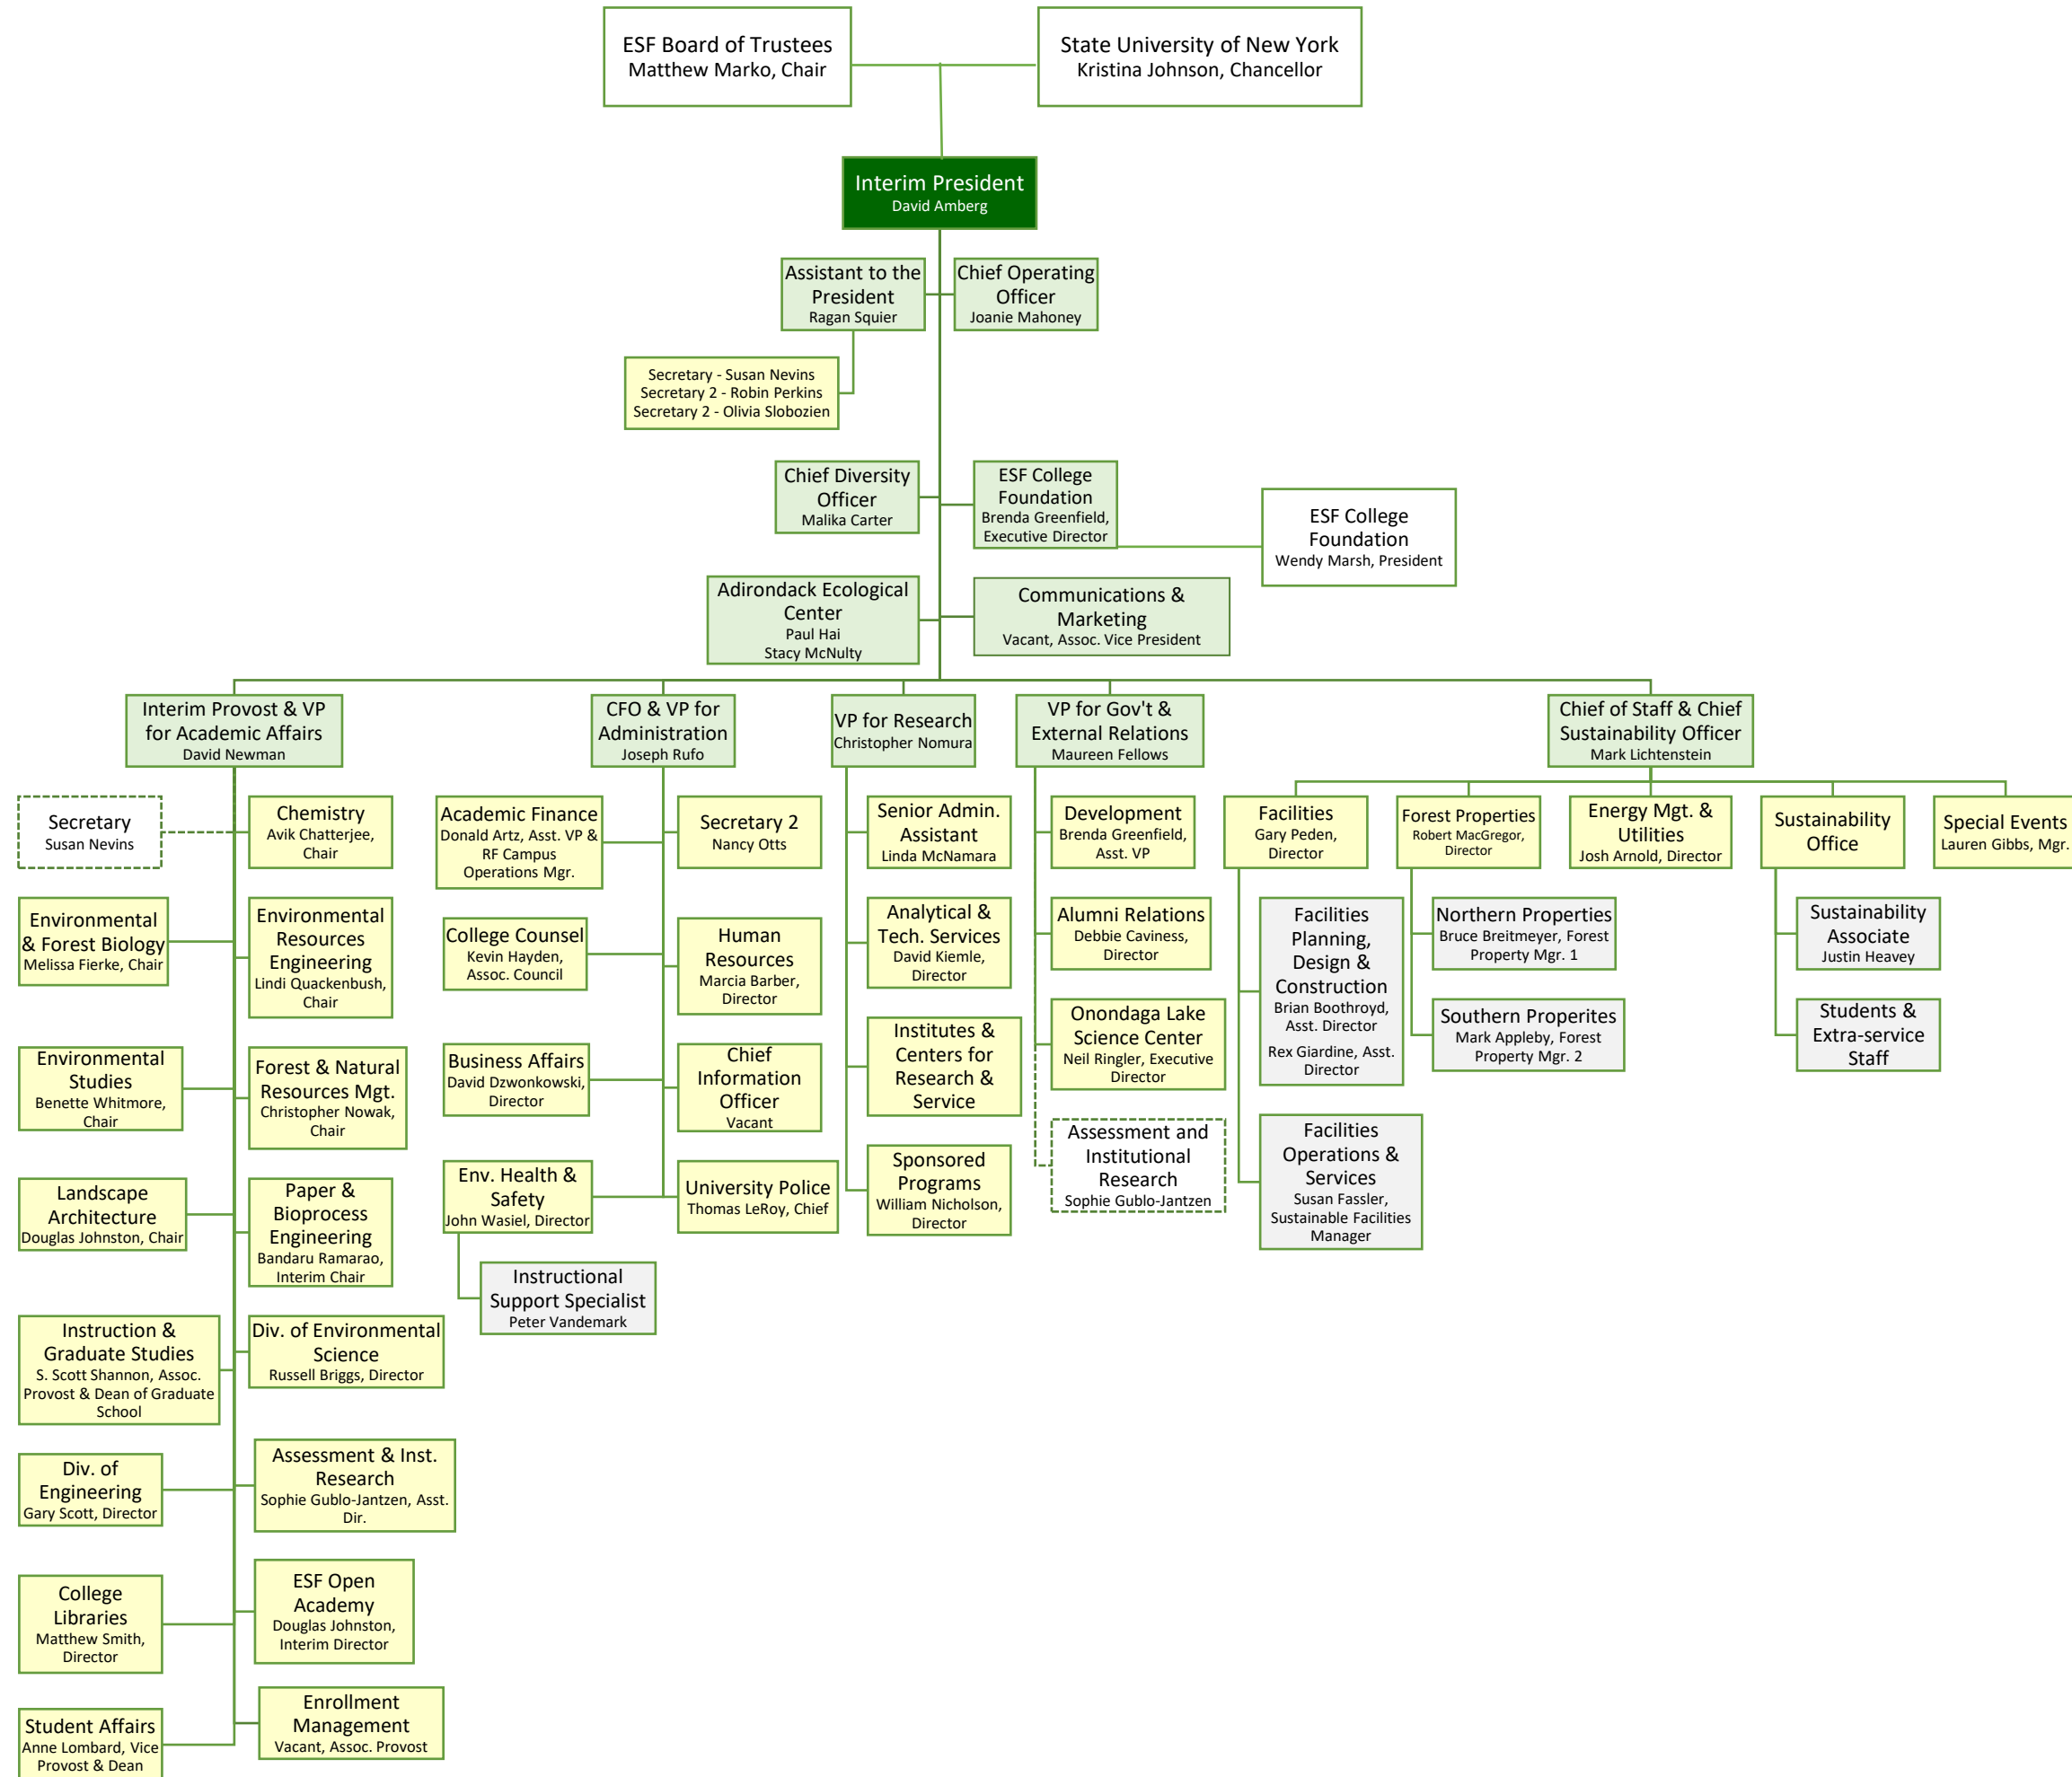 ESF Board of Trustees
Matthew Marko, Chair
State University of New York
Kristina Johnson, Chancellor
Interim President
David Amberg
Assistant to the
President
Ragan Squier
Chief Operating
Officer
Joanie Mahoney
Secretary - Susan Nevins
Secretary 2 - Robin Perkins
Secretary 2 - Olivia Slobozien
Chief Diversity
Officer
Malika Carter
ESF College
Foundation
Brenda Greenfield,
Executive Director
ESF College
Foundation
Wendy Marsh, President
Adirondack Ecological
Center
Paul Hai
Stacy McNulty
Communications &
Marketing
Vacant, Assoc. Vice President
Interim Provost & VP
for Academic Affairs
David Newman
CFO & VP for
Administration
Joseph Rufo
VP for Research
Christopher Nomura
VP for Gov't &
External Relations
Maureen Fellows
Chief of Staff & Chief
Sustainability Officer
Mark Lichtenstein
Secretary
Susan Nevins
Chemistry
Avik Chatterjee,
Chair
Environmental
& Forest Biology
Melissa Fierke, Chair
Environmental
Resources
Engineering
Lindi Quackenbush,
Chair
Environmental
Studies
Benette Whitmore,
Chair
Forest & Natural
Resources Mgt.
Christopher Nowak,
Chair
Landscape
Architecture
Douglas Johnston, Chair
Paper &
Bioprocess
Engineering
Bandaru Ramarao,
Interim Chair
Instruction &
Graduate Studies
S. Scott Shannon, Assoc.
Provost & Dean of Graduate
School
Div. of Environmental
Science
Russell Briggs, Director
Div. of
Engineering
Gary Scott, Director
Assessment & Inst.
Research
Sophie Gublo-Jantzen, Asst.
Dir.
College
Libraries
Matthew Smith,
Director
ESF Open
Academy
Douglas Johnston,
Interim Director
Student Affairs
Anne Lombard, Vice
Provost & Dean
Enrollment
Management
Vacant, Assoc. Provost
Academic Finance
Donald Artz, Asst. VP &
RF Campus
Operations Mgr.
Secretary 2
Nancy Otts
College Counsel
Kevin Hayden,
Assoc. Council
Human
Resources
Marcia Barber,
Director
Business Affairs
David Dzwonkowski,
Director
Chief
Information
Officer
Vacant
Env. Health &
Safety
John Wasiel, Director
University Police
Thomas LeRoy, Chief
Instructional
Support Specialist
Peter Vandemark
Senior Admin.
Assistant
Linda McNamara
Analytical &
Tech. Services
David Kiemle,
Director
Institutes &
Centers for
Research &
Service
Sponsored
Programs
William Nicholson,
Director
Development
Brenda Greenfield,
Asst. VP
Alumni Relations
Debbie Caviness,
Director
Onondaga Lake
Science Center
Neil Ringler, Executive
Director
Assessment and
Institutional
Research
Sophie Gublo-Jantzen
Facilities
Gary Peden,
Director
Facilities
Planning,
Design &
Construction
Brian Boothroyd,
Asst. Director
Rex Giardine, Asst.
Director
Facilities
Operations &
Services
Susan Fassler,
Sustainable Facilities
Manager
Forest Properties
Robert MacGregor,
Director
Northern Properties
Bruce Breitmeyer, Forest
Property Mgr. 1
Southern Properites
Mark Appleby, Forest
Property Mgr. 2
Energy Mgt. &
Utilities
Josh Arnold, Director
Sustainability
Office
Sustainability
Associate
Justin Heavey
Students &
Extra-service
Staff
Special Events
Lauren Gibbs, Mgr.